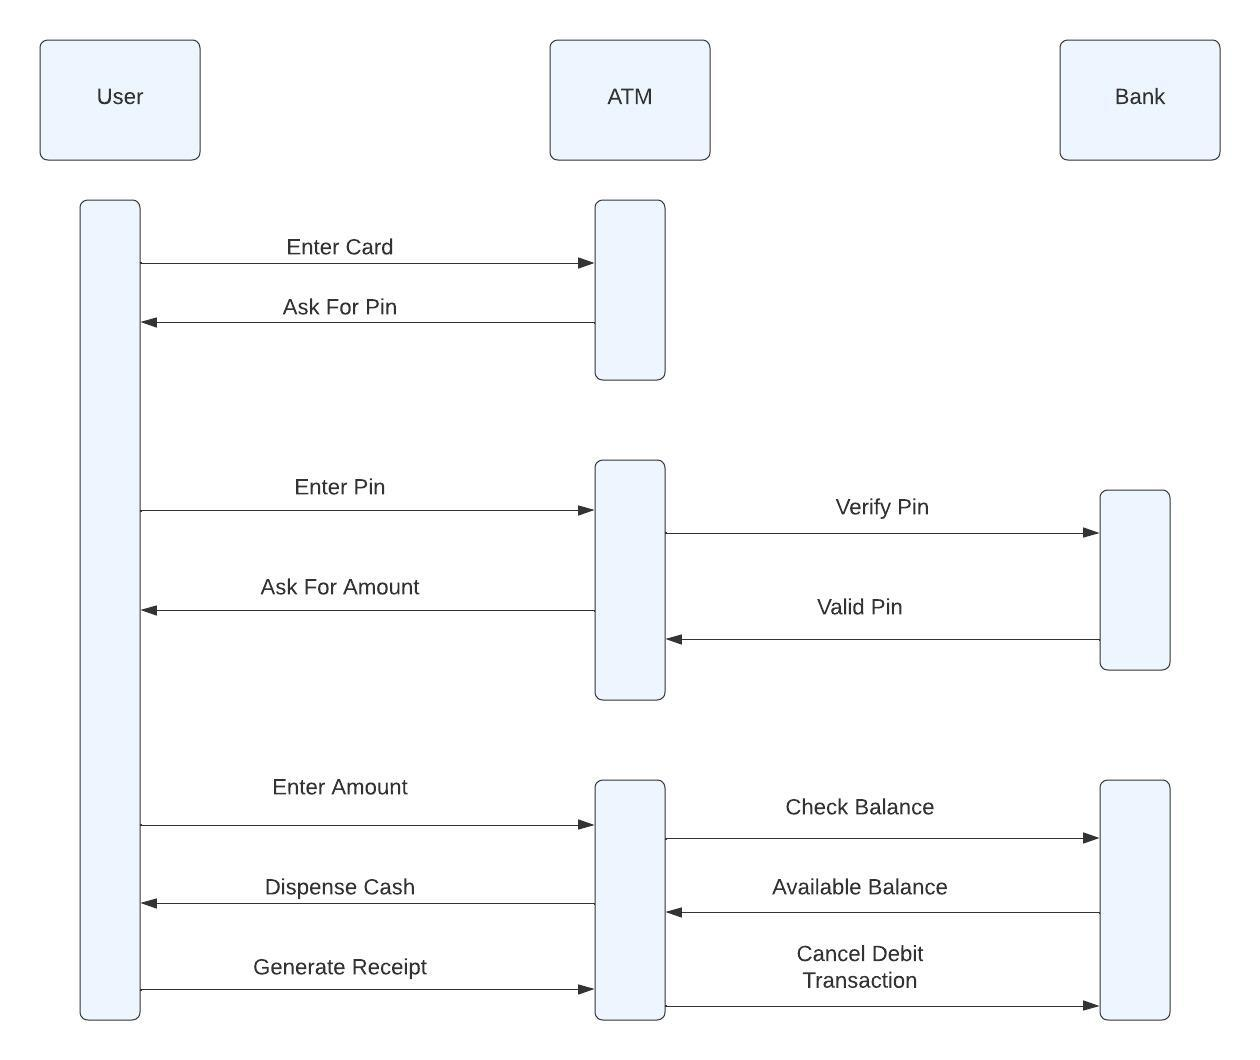 User
ATM
Bank
Enter Card
Ask For Pin
Enter Pin
Verify Pin
Ask For Amount
Valid Pin
Enter Amount
Check Balance
Dispense Cash
Available Balance
Generate Receipt
Cancel Debit
Transaction